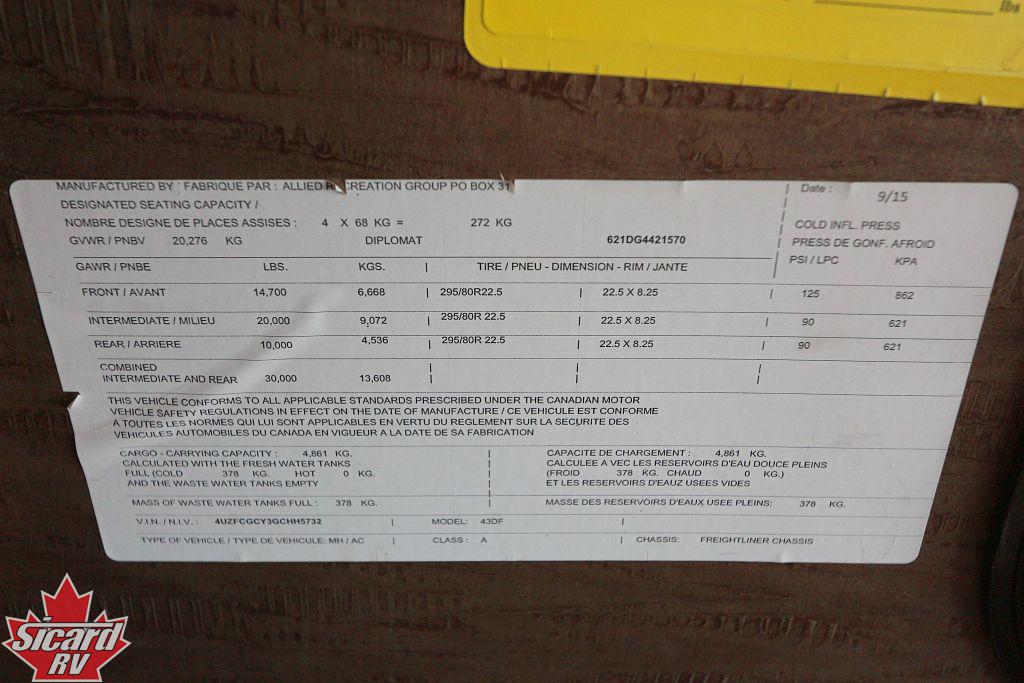 lbs
MANUFACTURED BY FABRIQUE PAR : ALLIED RECREATION GROUP PO BOX 31
Date : 9/15
DESIGNATED SEATING CAPACITY /
NOMBRE DESIGNE DE PLACES ASSISES : 4 X 68 KG = 272 KG
COLD INFL. PRESS
GVWR / PNBV 20,276 KG DIPLOMAT 621DG4421570
PRESS DE GONF. AFROID
GAWR / PNBE LBS. KGS. | TIRE / PNEU - DIMENSION - RIM / JANTE
PSI / LPC KPA
FRONT / AVANT 14,700 6,668 | 295/80R22.5 | 22.5 X 8.25 | 125 862
INTERMEDIATE / MILIEU 20,000 9,072 | 295/80R 22.5 | 22.5 X 8.25 | 90 621
REAR / ARRIERE 10,000 4,536 | 295/80R 22.5 | 22.5 X 8.25 | 90 621
COMBINED
INTERMEDIATE AND REAR 30,000 13,608
THIS VEHICLE CONFORMS TO ALL APPLICABLE STANDARDS PRESCRIBED UNDER THE CANADIAN MOTOR
VEHICLE SAFETY REGULATIONS IN EFFECT ON THE DATE OF MANUFACTURE / CE VEHICULE EST CONFORME
A TOUTES LES NORMES QUI LUI SONT APPLICABLES EN VERTU DU REGLEMENT SUR LA SECURITE DES
VEHICULES AUTOMOBILES DU CANADA EN VIGUEUR A LA DATE DE SA FABRICATION
CARGO - CARRYING CAPACITY : 4,861 KG.
CALCULATED WITH THE FRESH WATER TANKS
FULL (COLD 378 KG. HOT 0 KG.
AND THE WASTE WATER TANKS EMPTY
CAPACITE DE CHARGEMENT : 4,861 KG.
CALCULEE A VEC LES RESERVOIRS D'EAU DOUCE PLEINS
(FROID 378 KG. CHAUD 0 KG.)
ET LES RESERVOIRS D'EAUZ USEES VIDES
MASS OF WASTE WATER TANKS FULL : 378 KG.
MASSE DES RESERVOIRS D'EAUX USEE PLEINS: 378 KG.
V.I.N. / N.I.V. : 4UZFCGCY3GCHH5732 | MODEL: 43DF |
TYPE OF VEHICLE / TYPE DE VEHICULE: MH / AC | CLASS : A | CHASSIS: FREIGHTLINER CHASSIS
Sicard
RV